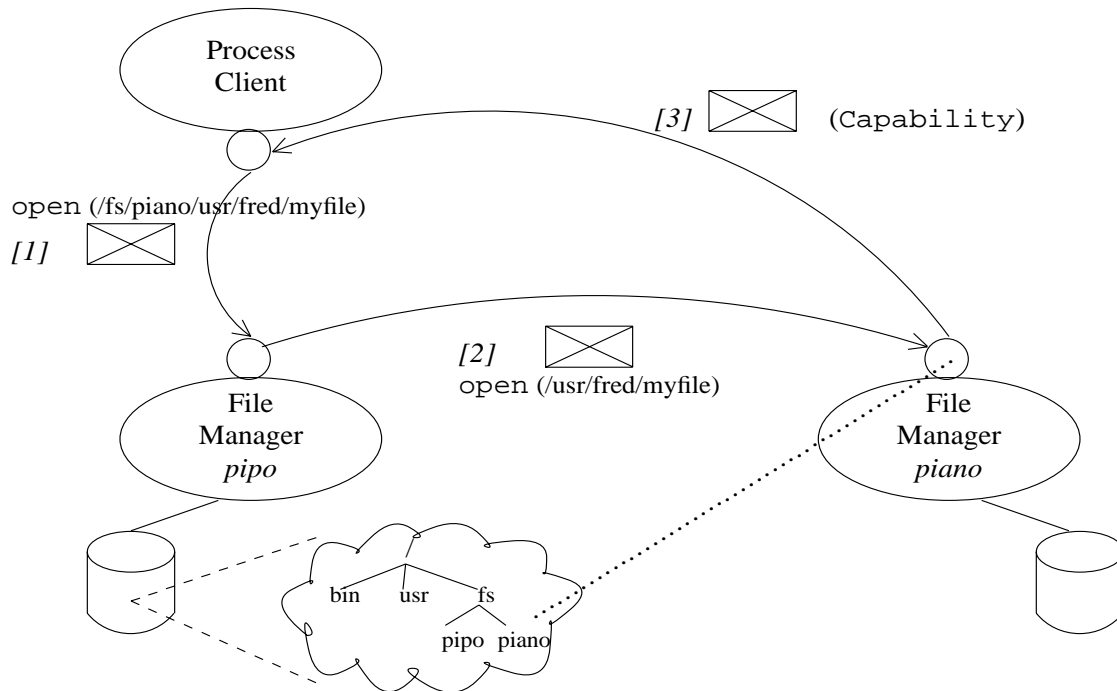 Process
Client
[3] (Capability)
open (/fs/piano/usr/fred/myfile)
[1]
[2]
open (/usr/fred/myfile)
File
Manager
pipo
File
Manager
piano
/
bin usr fs
pipo piano